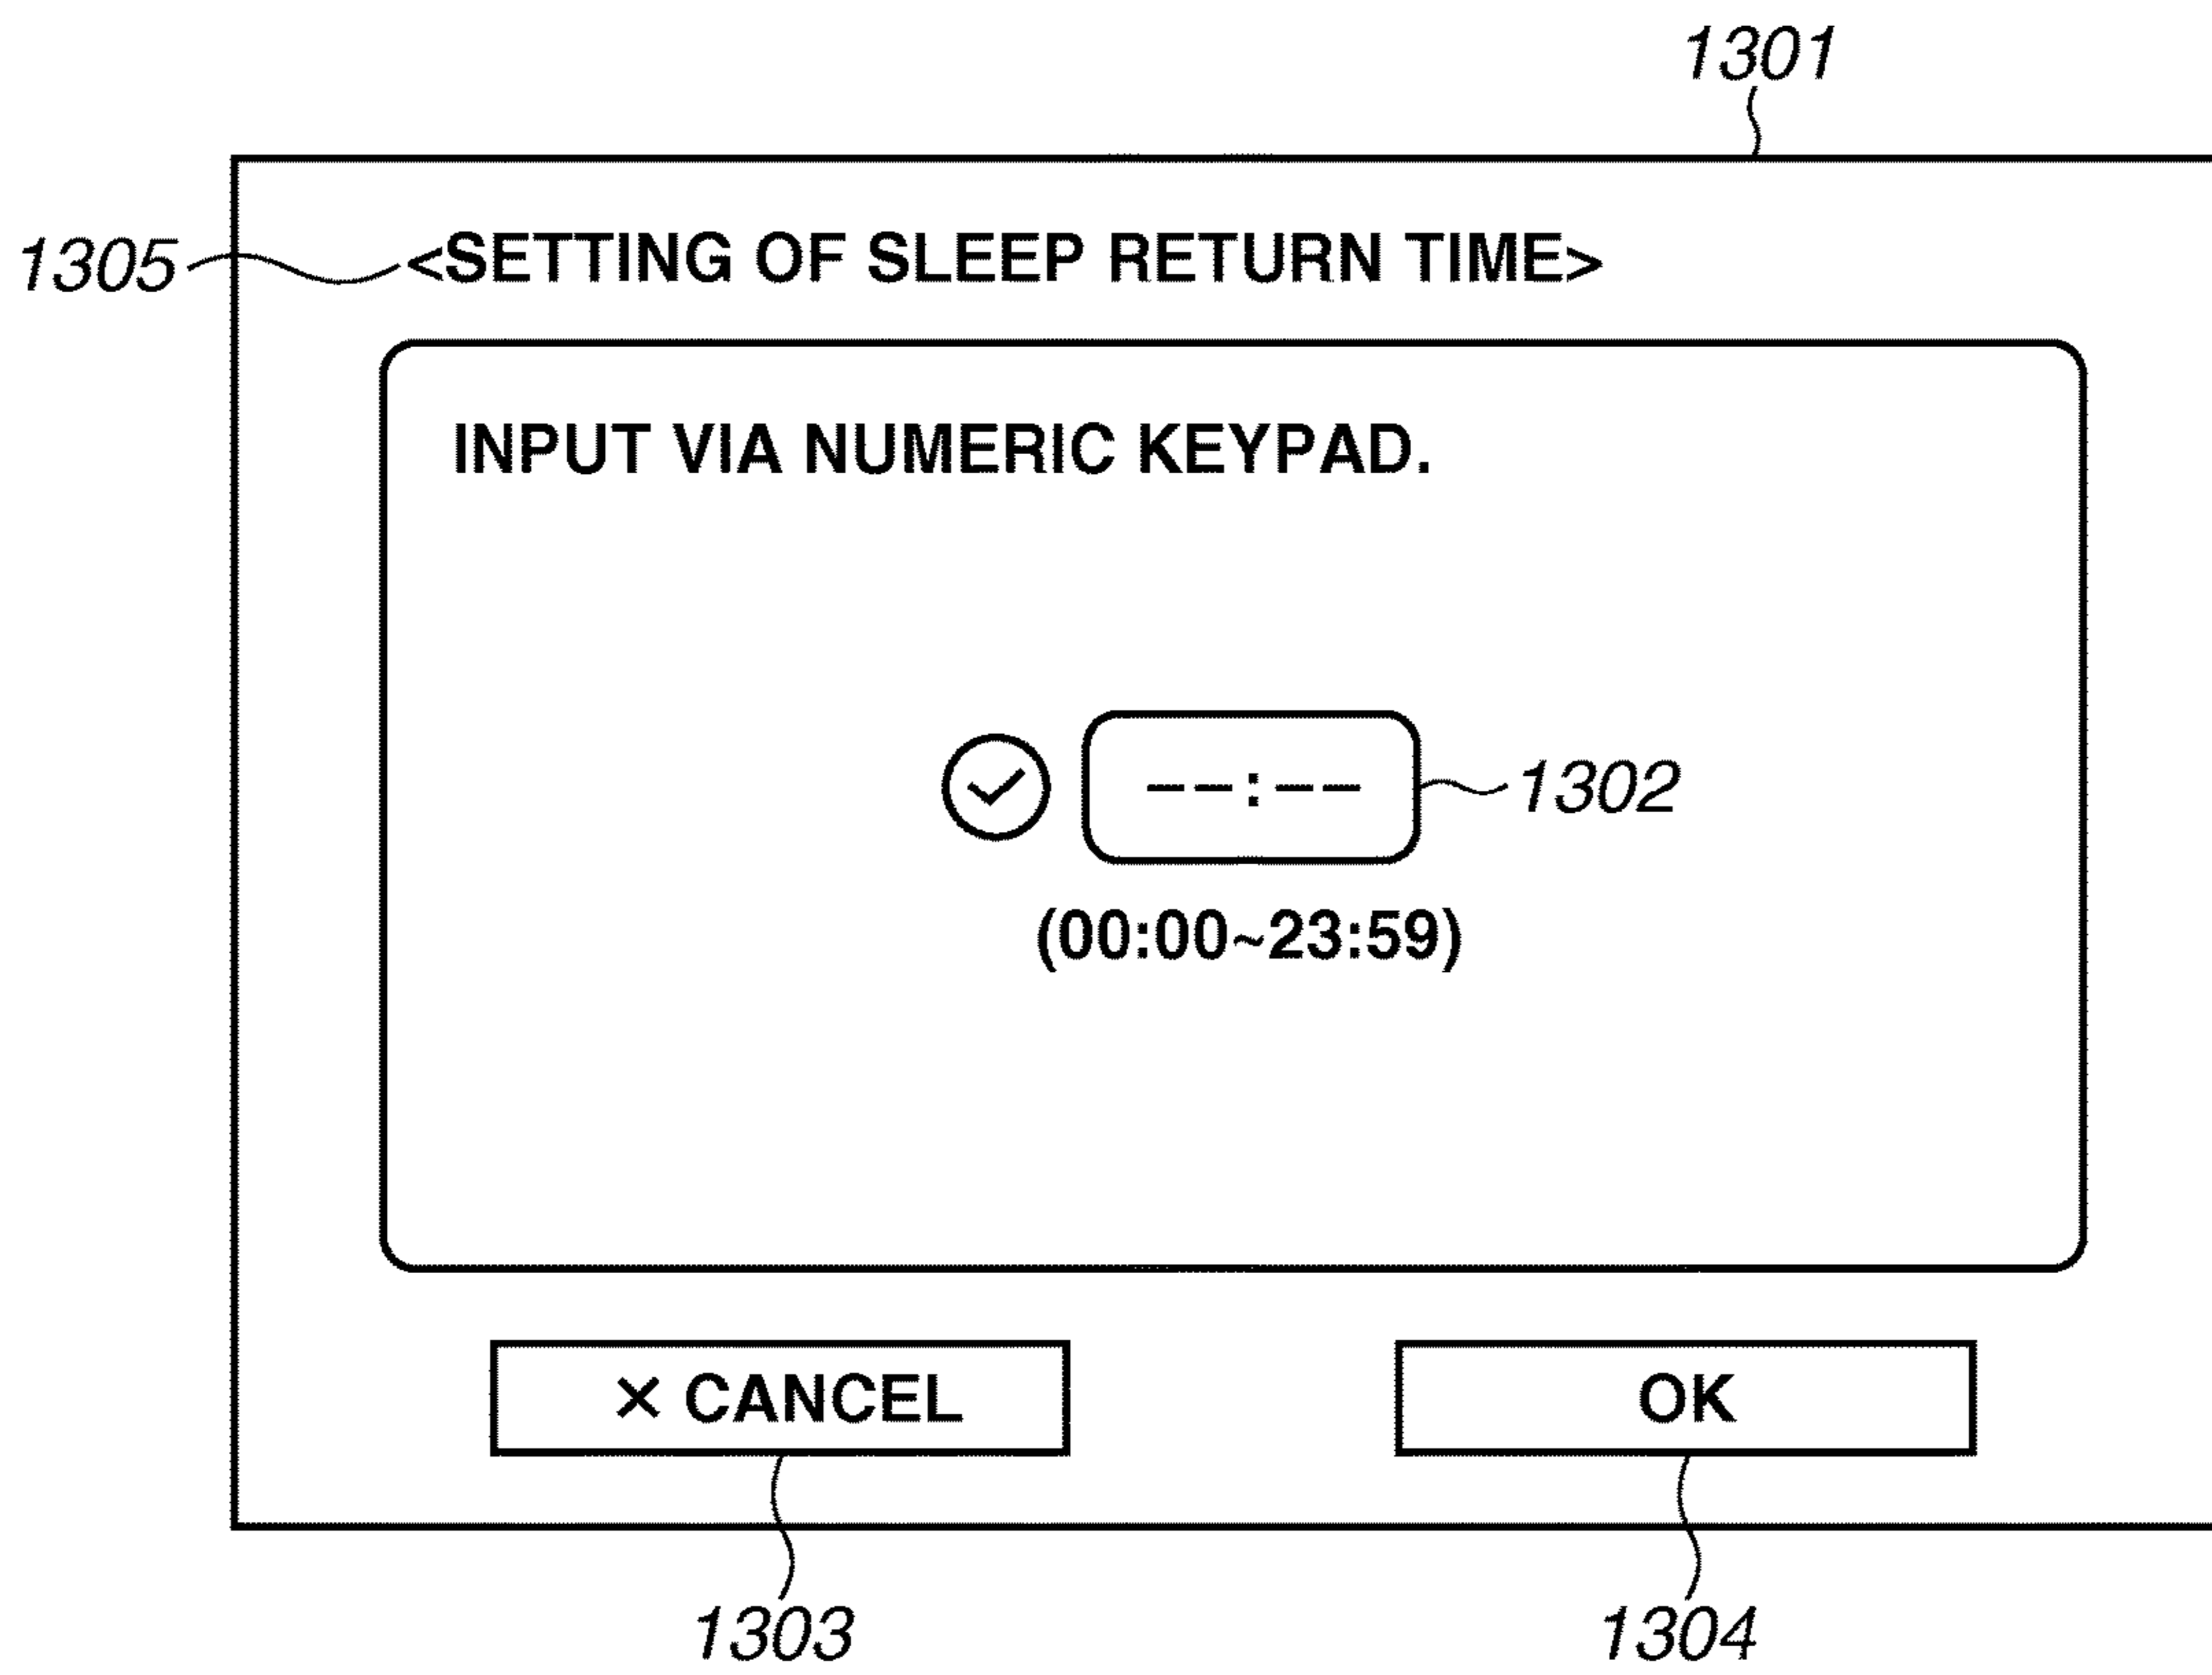 1301
1305 <SETTING OF SLEEP RETURN TIME>
INPUT VIA NUMERIC KEYPAD.
--:-- 1302
(00:00~23:59)
× CANCEL OK
1303 1304